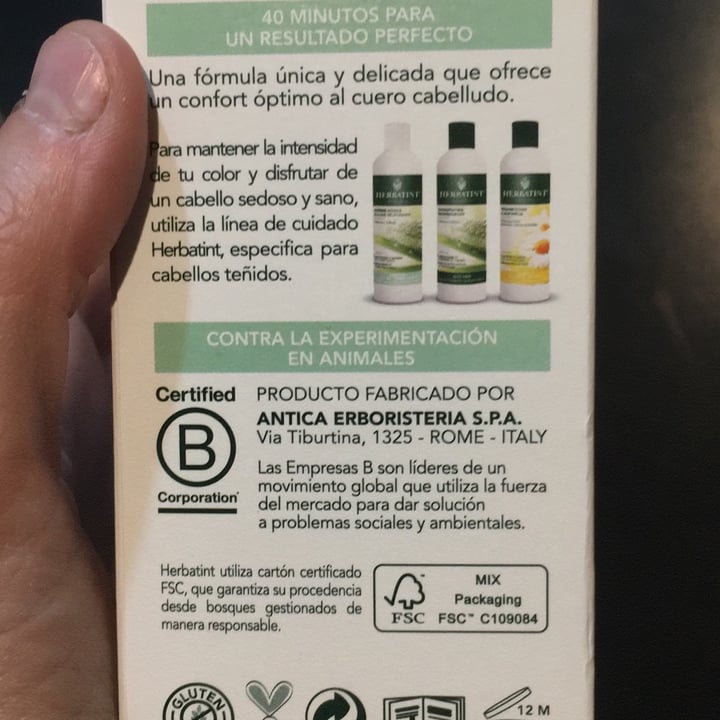 40 MINUTOS PARA
UN RESULTADO PERFECTO
Una fórmula única y delicada que ofrece
un confort óptimo al cuero cabelludo.
Para mantener la intensidad
de tu color y disfrutar de
un cabello sedoso y sano,
utiliza la línea de cuidado
Herbatint, especifica para
cabellos teñidos.
HERBATINT
HERBATINT
HERBATINT
CONTRA LA EXPERIMENTACIÓN
EN ANIMALES
Certified
B
Corporation
PRODUCTO FABRICADO POR
ANTICA ERBORISTERIA S.P.A.
Via Tiburtina, 1325 - ROME - ITALY
Las Empresas B son líderes de un
movimiento global que utiliza la fuerza
del mercado para dar solución
a problemas sociales y ambientales.
Herbatint utiliza cartón certificado
FSC, que garantiza su procedencia
desde bosques gestionados de
manera responsable.
FSC
MIX
Packaging
FSC™ C109084
GLUTEN
12 M